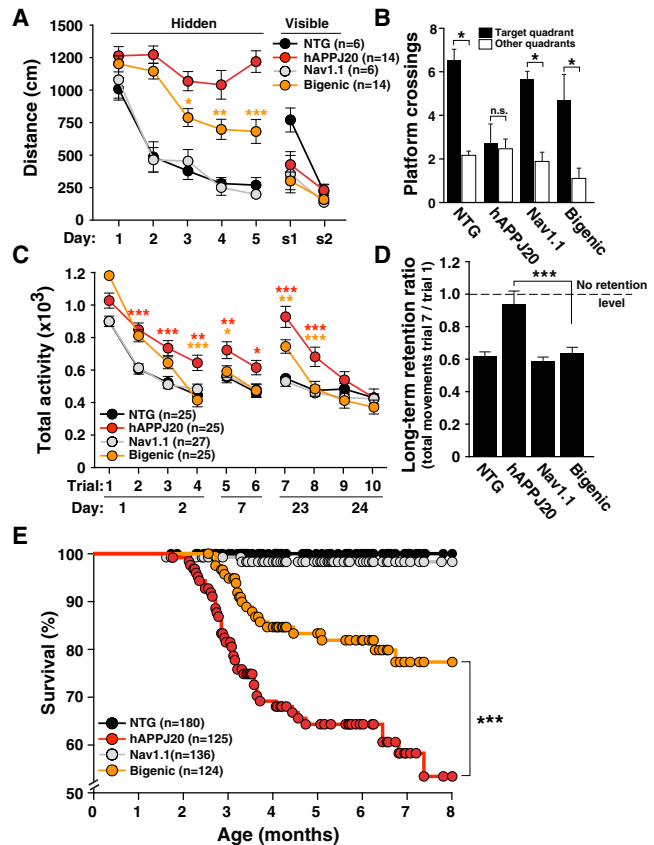 A
Hidden
Visible
NTG (n=6)
hAPPJ20 (n=14)
Nav1.1 (n=6)
Bigenic (n=14)
Distance (cm)
1500
1250
1000
750
500
250
0
*
**
***
Day: 1 2 3 4 5 s1 s2
B
Target quadrant
Other quadrants
Platform crossings
8
6
4
2
0
*
n.s.
*
*
NTG
hAPPJ20
Nav1.1
Bigenic
C
Total activity (x10³)
1.2
1.0
0.8
0.6
0.4
0.2
0
***
***
**
***
**
*
*
***
**
***
***
NTG (n=25)
hAPPJ20 (n=25)
Nav1.1 (n=27)
Bigenic (n=25)
Trial: 1 2 3 4 5 6 7 8 9 10
Day: 1 2 7 23 24
D
Long-term retention ratio
(total movements trial 7 / trial 1)
1.2
1.0
0.8
0.6
0.4
0.2
0
***
No retention
level
NTG
hAPPJ20
Nav1.1
Bigenic
E
Survival (%)
100
90
80
70
60
50
***
NTG (n=180)
hAPPJ20 (n=125)
Nav1.1(n=136)
Bigenic (n=124)
0 1 2 3 4 5 6 7 8
Age (months)